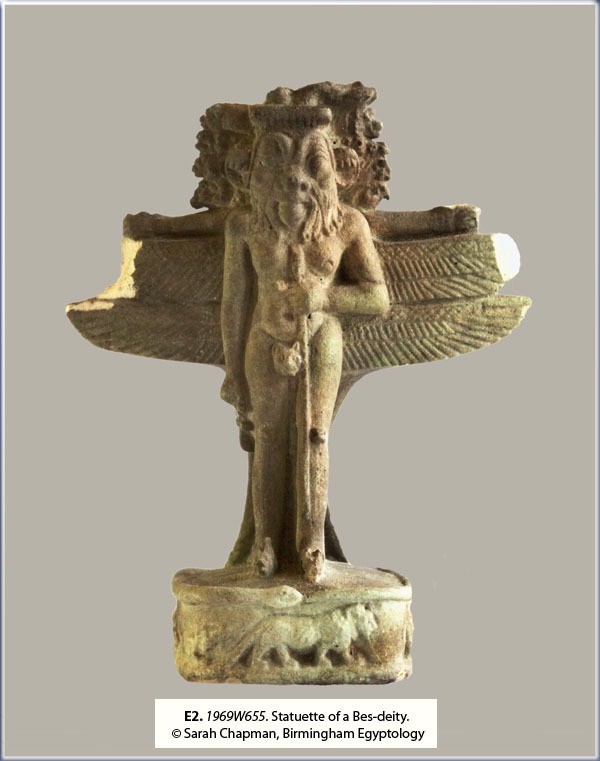 E2. 1969W655. Statuette of a Bes-deity.
© Sarah Chapman, Birmingham Egyptology